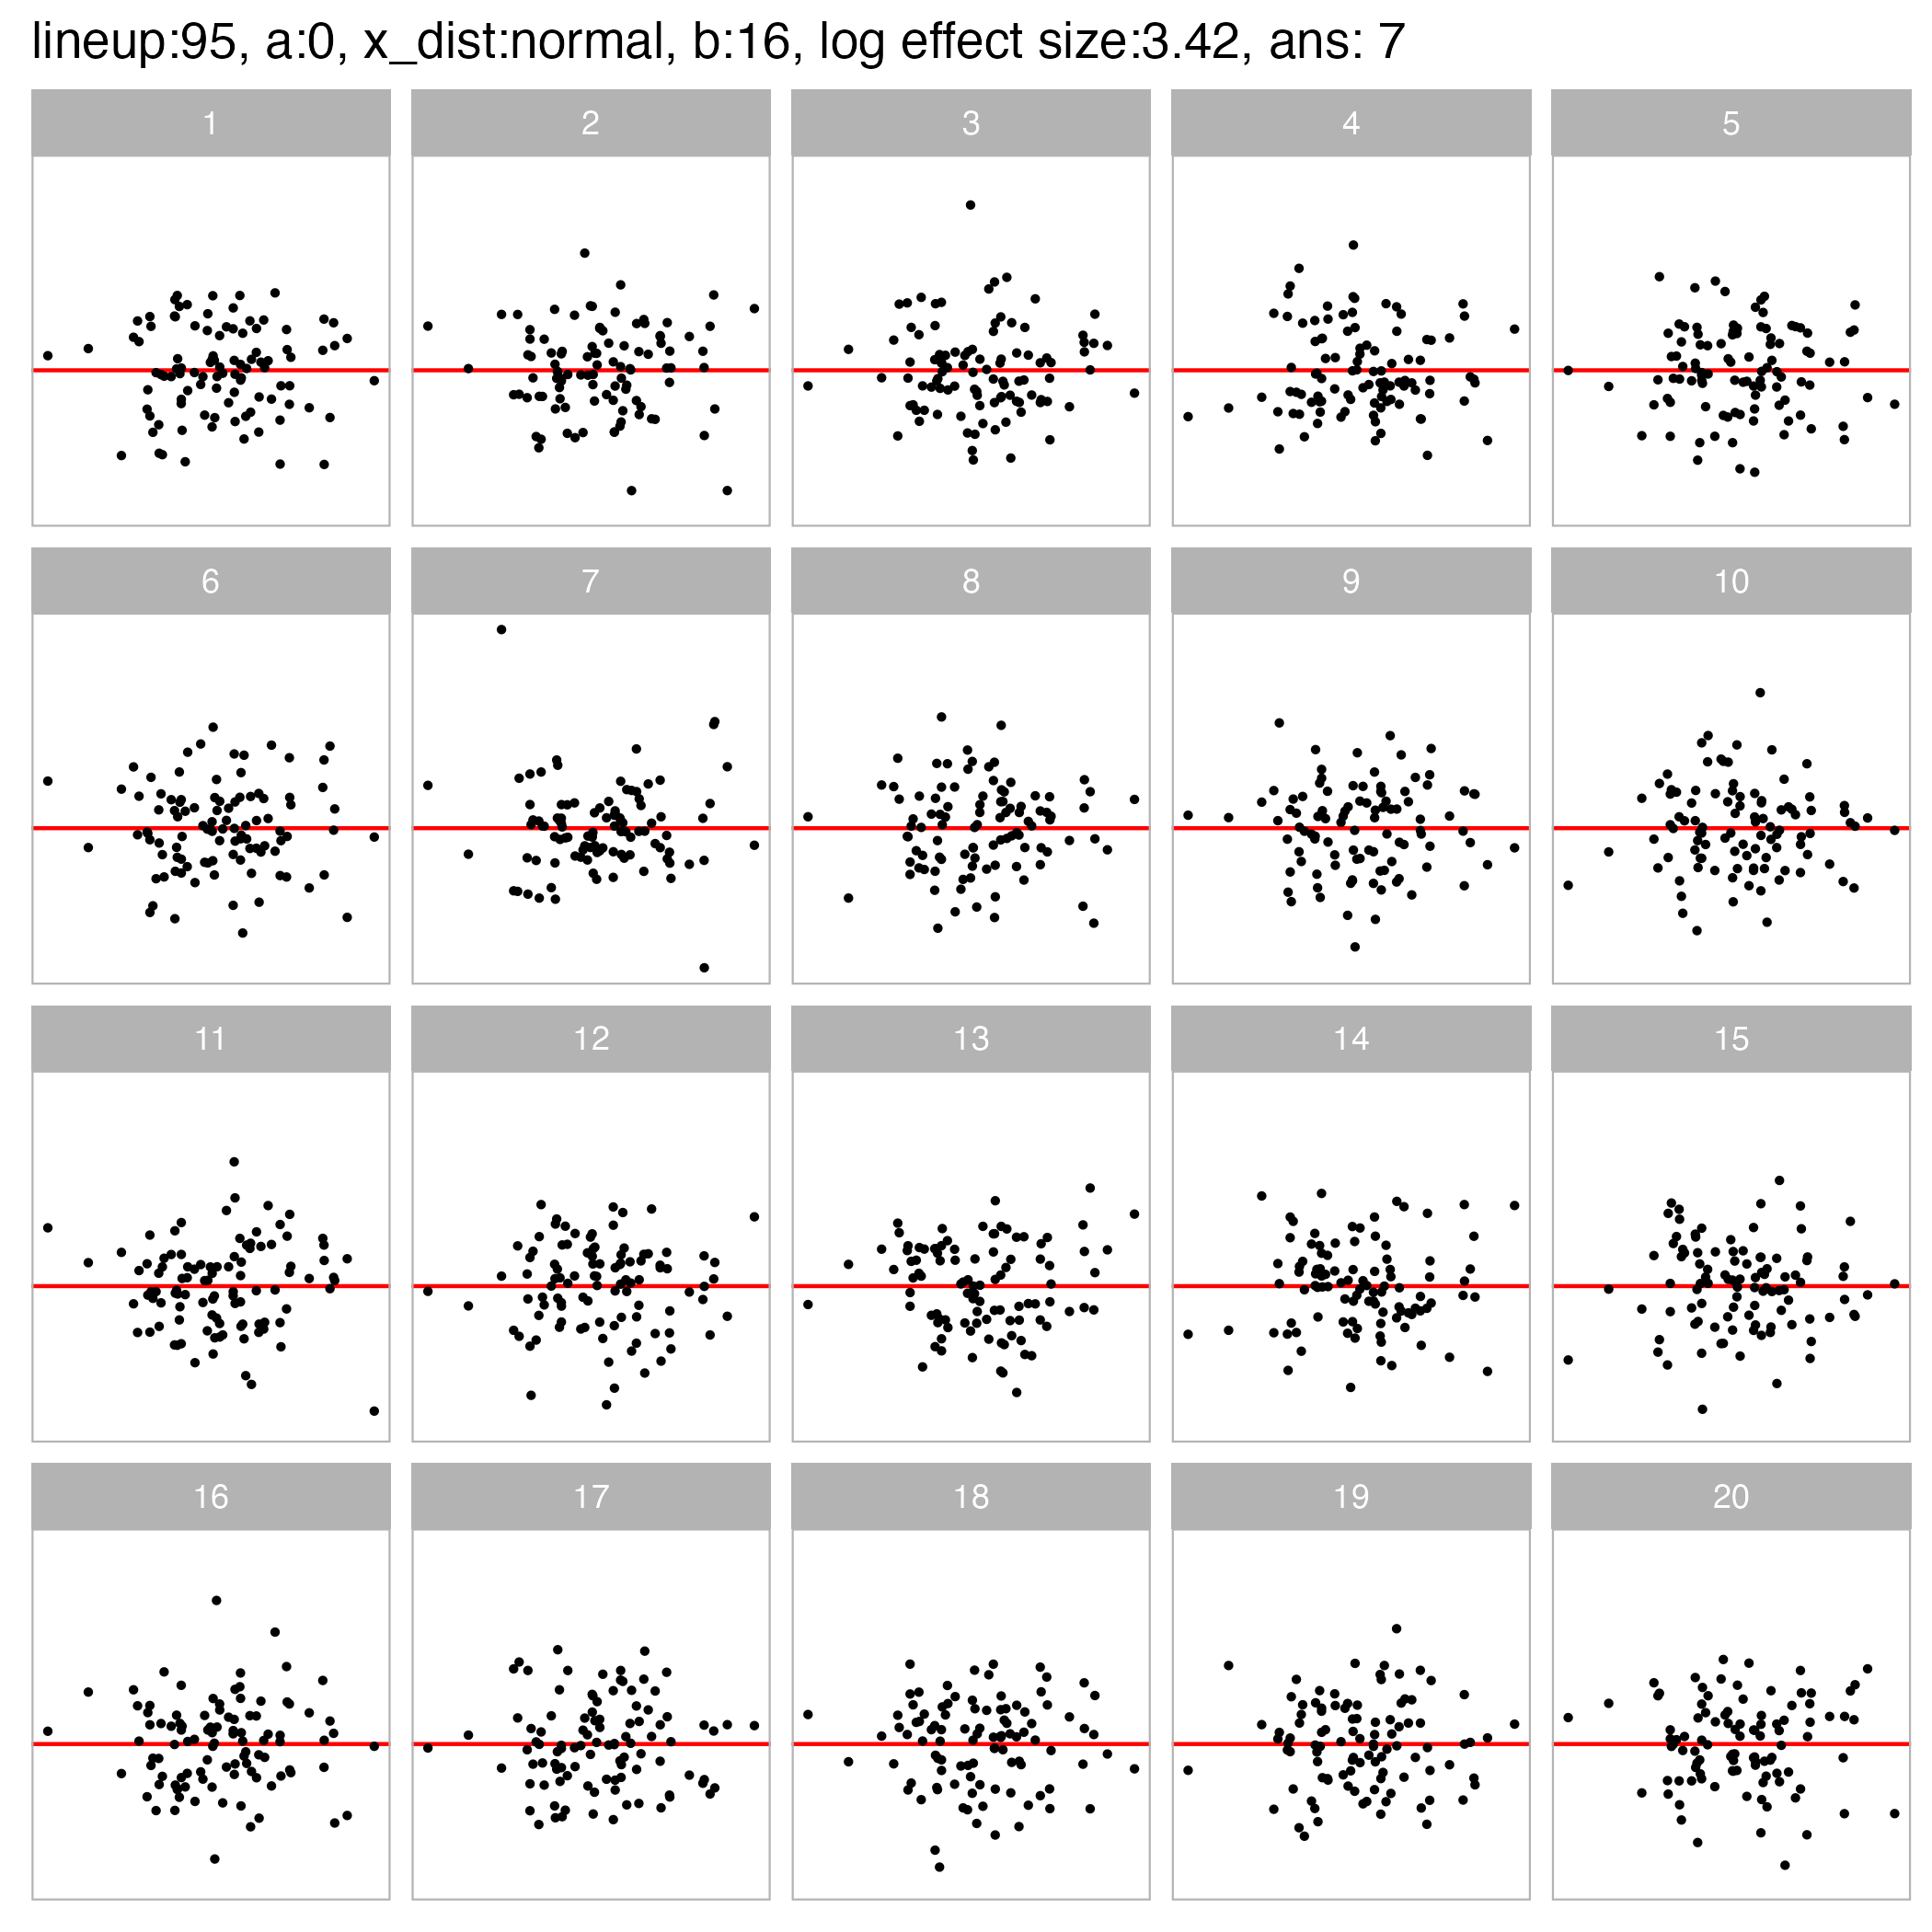 lineup:95, a:0, x_dist:normal, b:16, log effect size:3.42, ans: 7
1 2 3 4 5
6 7 8 9 10
11 12 13 14 15
16 17 18 19 20